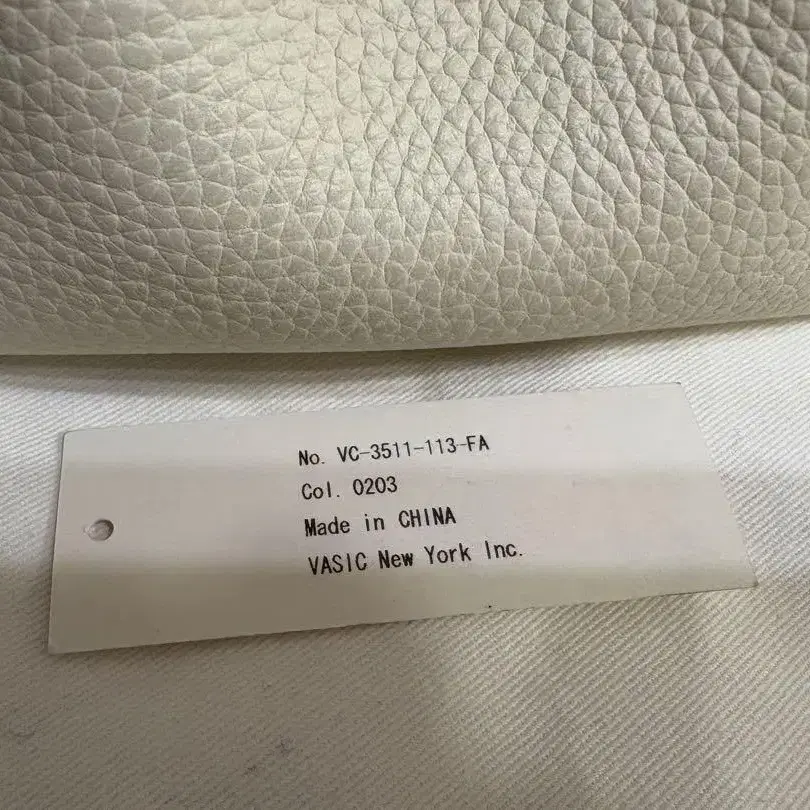 No. VC-3511-113-FA
Col. 0203
Made in CHINA
VASIC New York Inc.